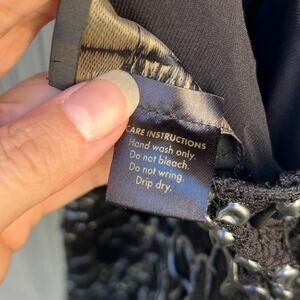 CARE INSTRUCTIONS
Hand wash only.
Do not bleach.
Do not wring.
Drip dry.